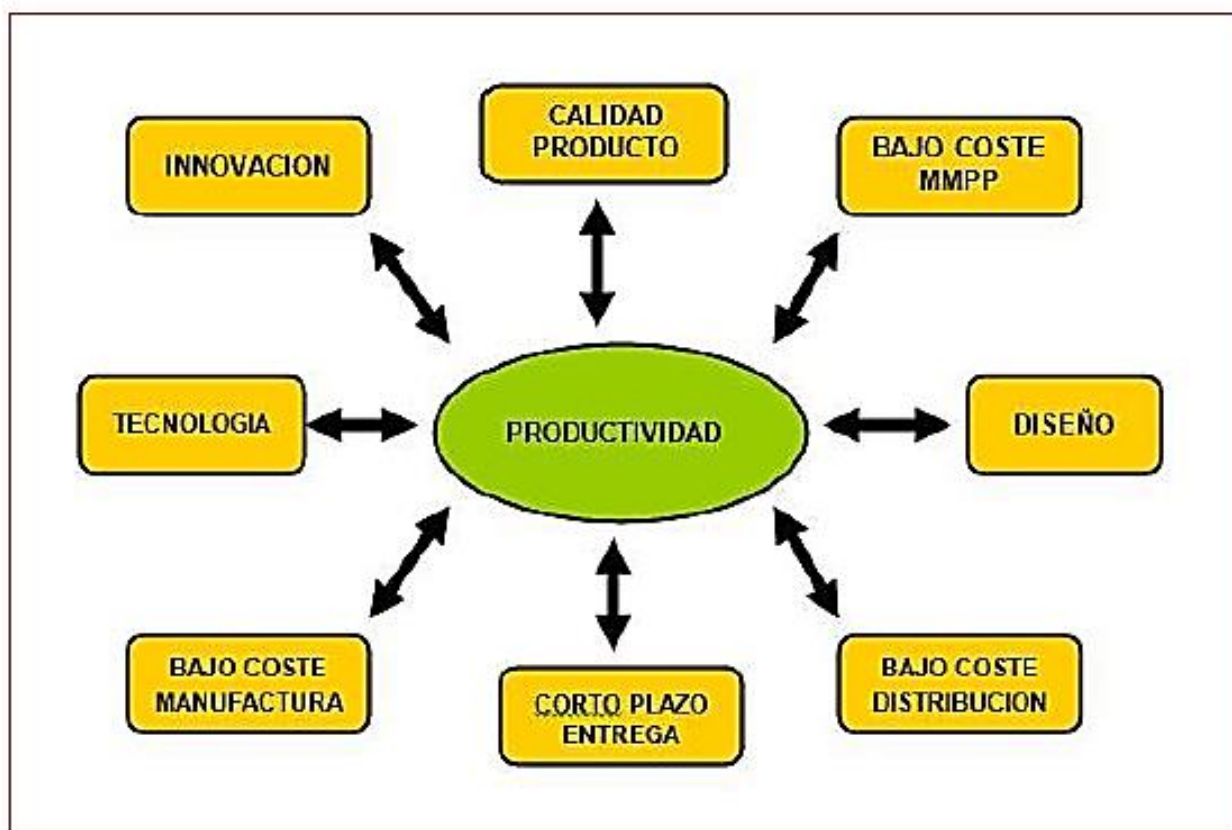 INNOVACION
CALIDAD
PRODUCTO
BAJO COSTE
MMPP
TECNOLOGIA
PRODUCTIVIDAD
DISEÑO
BAJO COSTE
MANUFACTURA
CORTO PLAZO
ENTREGA
BAJO COSTE
DISTRIBUCION